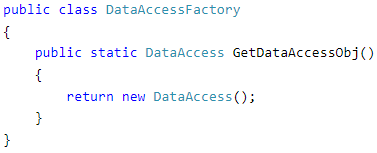 public class DataAccessFactory
{
    public static DataAccess GetDataAccessObj()
    {
        return new DataAccess();
    }
}